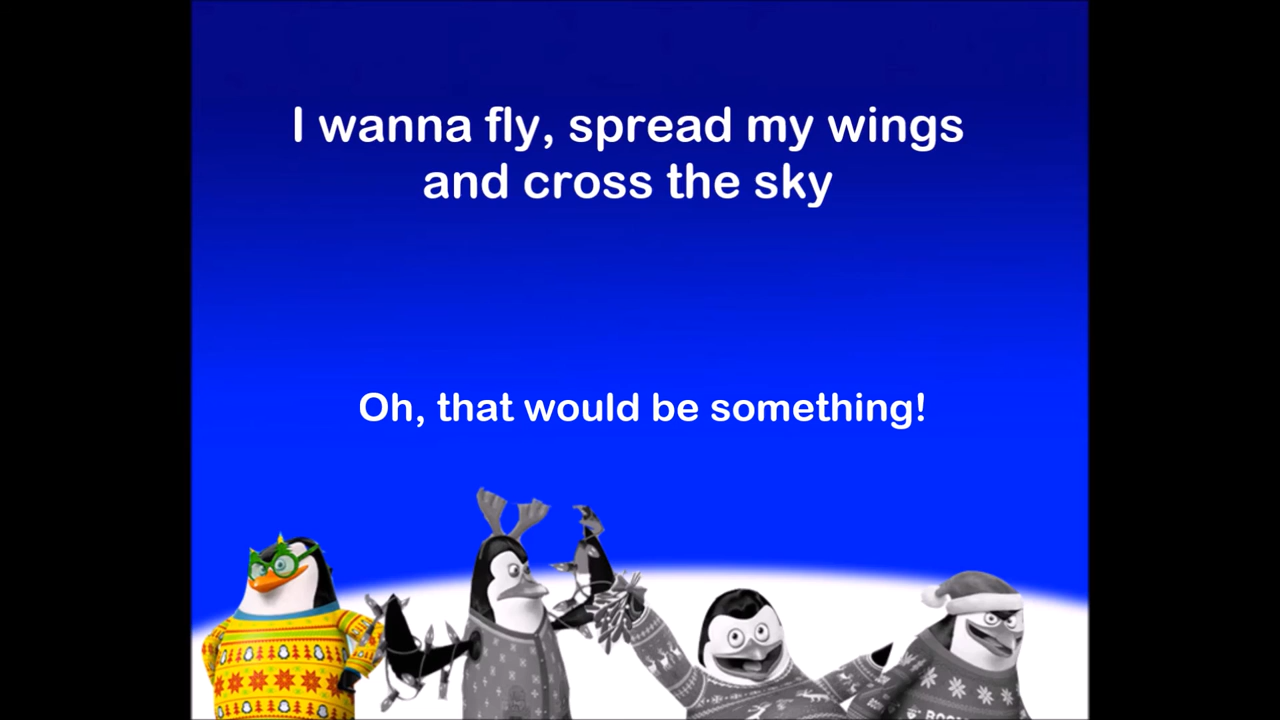 I wanna fly, spread my wings
and cross the sky
Oh, that would be something!